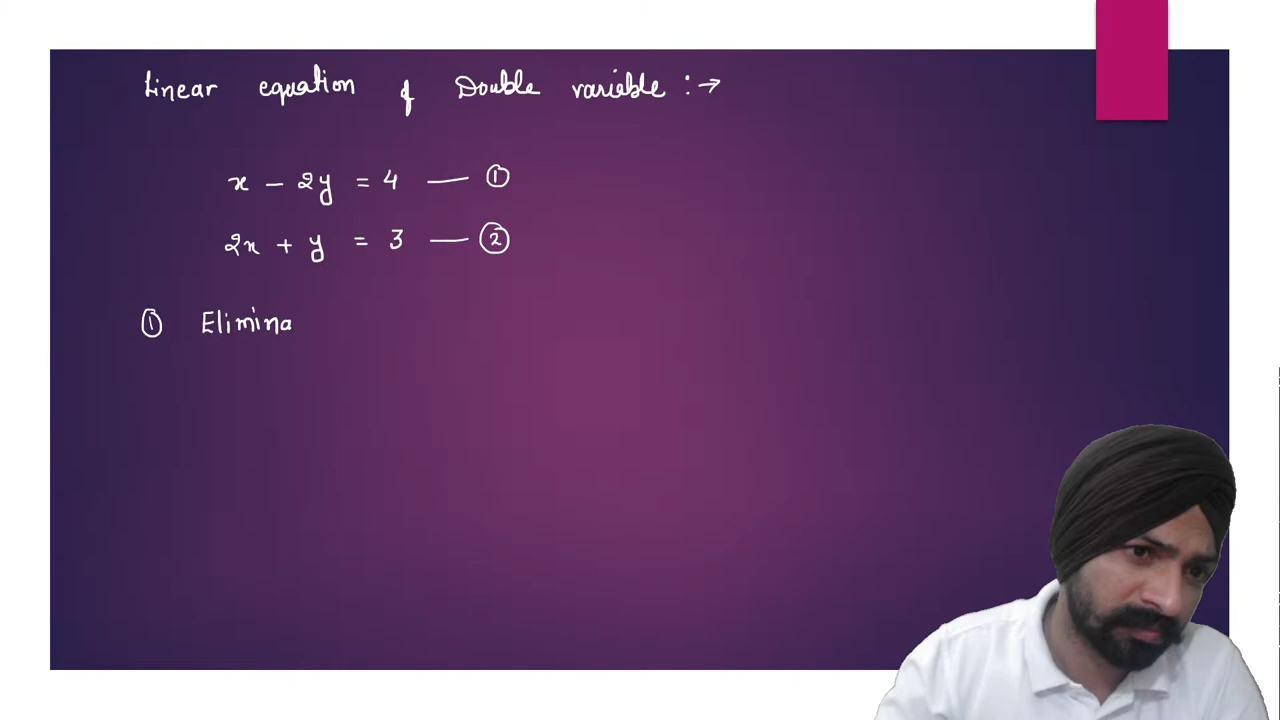 Linear equation of Double variable :→
x - 2y = 4 — ①
2x + y = 3 — ②
① Elimina